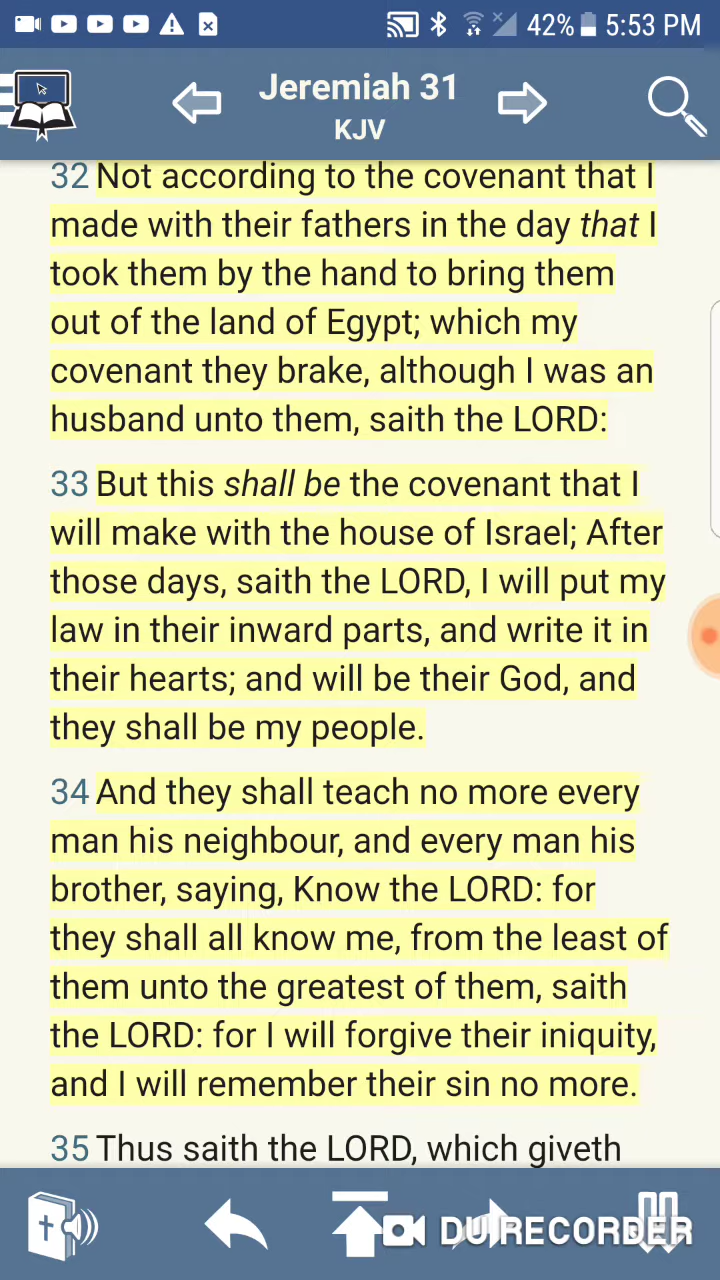 42% 5:53 PM
Jeremiah 31
KJV
32 Not according to the covenant that I
made with their fathers in the day that I
took them by the hand to bring them
out of the land of Egypt; which my
covenant they brake, although I was an
husband unto them, saith the LORD:
33 But this shall be the covenant that I
will make with the house of Israel; After
those days, saith the LORD, I will put my
law in their inward parts, and write it in
their hearts; and will be their God, and
they shall be my people.
34 And they shall teach no more every
man his neighbour, and every man his
brother, saying, Know the LORD: for
they shall all know me, from the least of
them unto the greatest of them, saith
the LORD: for I will forgive their iniquity,
and I will remember their sin no more.
35 Thus saith the LORD, which giveth
DU RECORDER